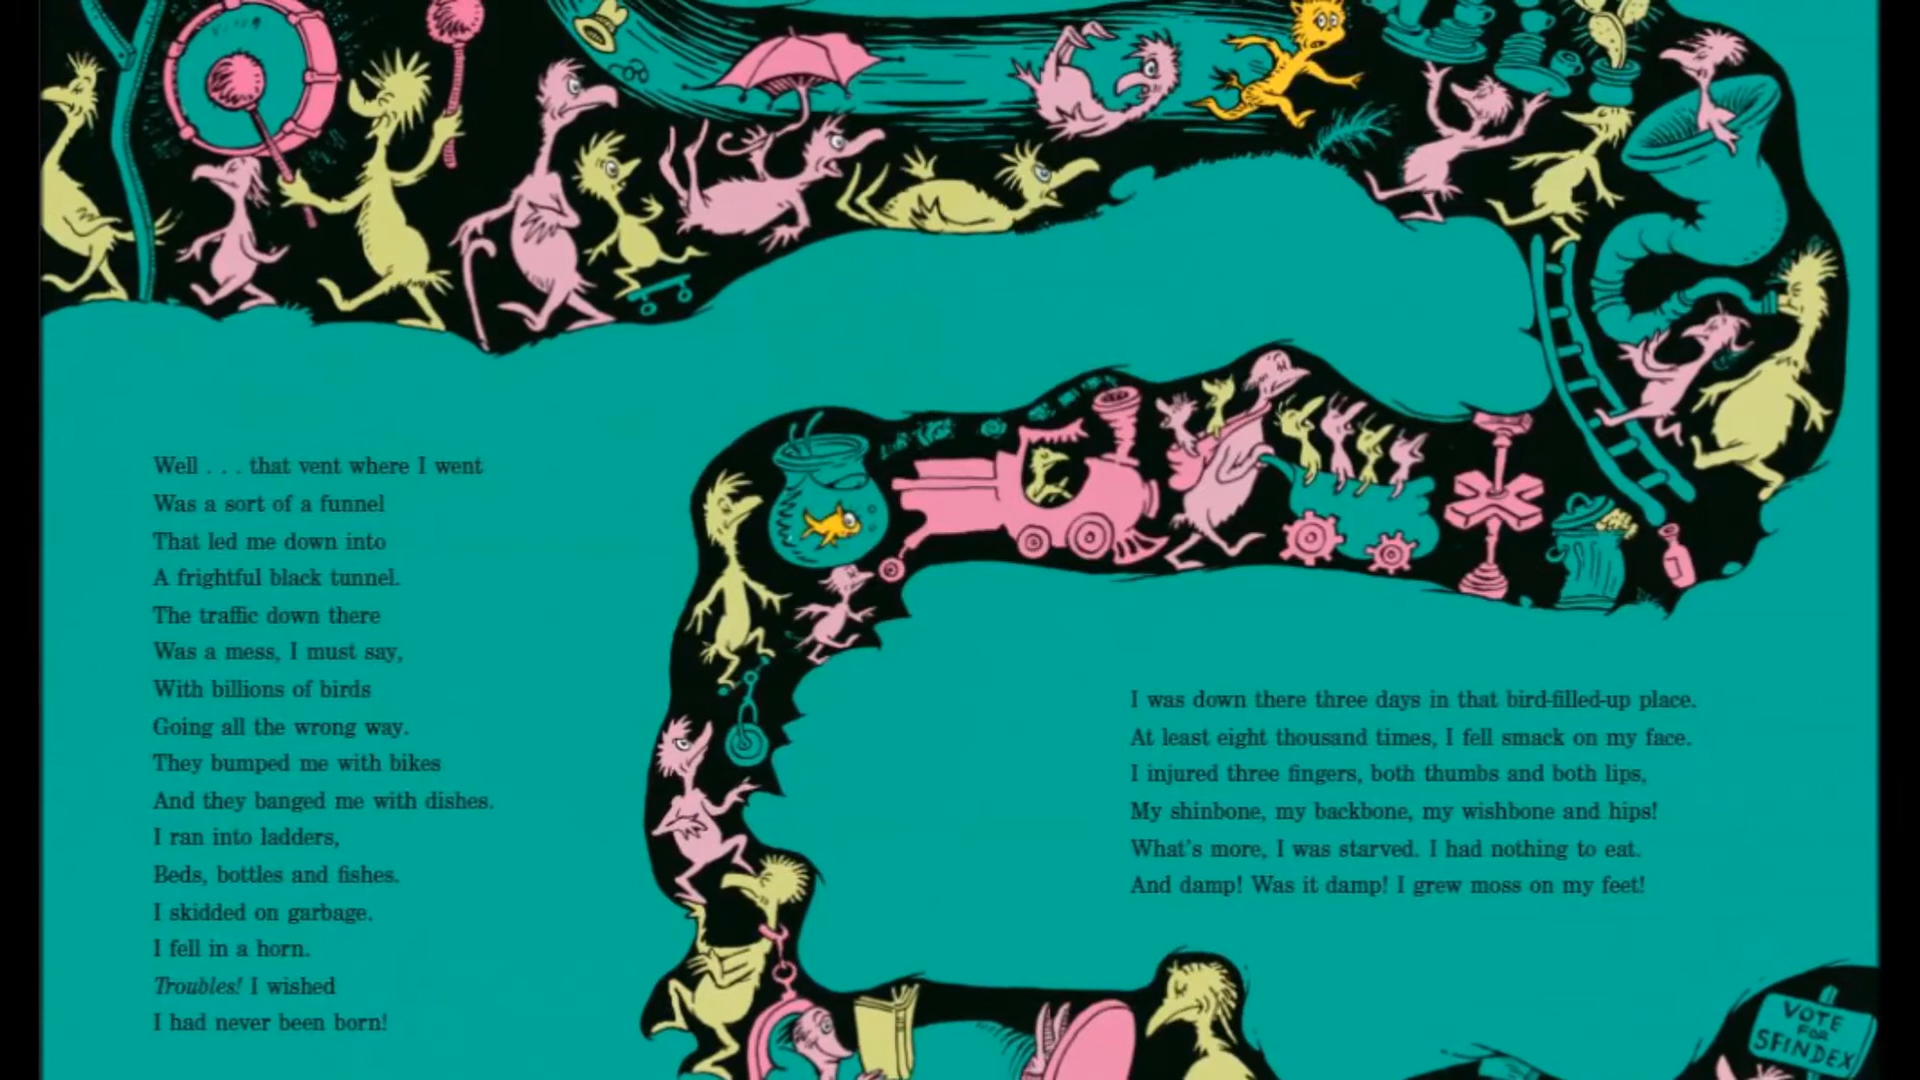 Well . . . that vent where I went
Was a sort of a funnel
That led me down into
A frightful black tunnel.
The traffic down there
Was a mess, I must say,
With billions of birds
Going all the wrong way.
They bumped me with bikes
And they banged me with dishes.
I ran into ladders,
Beds, bottles and fishes.
I skidded on garbage.
I fell in a horn.
Troubles! I wished
I had never been born!
I was down there three days in that bird-filled-up place.
At least eight thousand times, I fell smack on my face.
I injured three fingers, both thumbs and both lips,
My shinbone, my backbone, my wishbone and hips!
What's more, I was starved. I had nothing to eat.
And damp! Was it damp! I grew moss on my feet!
VOTE
FOR
SFINDEX